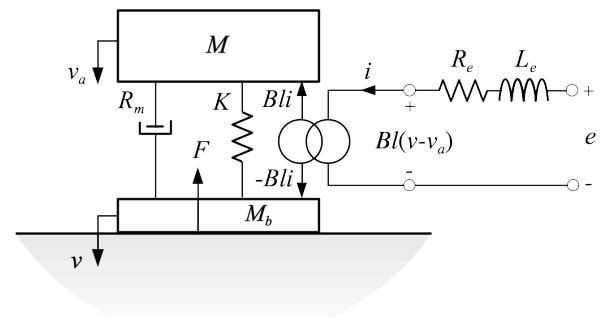 M
v_a
R_m
K
Bli
i
R_e
L_e
+
+
F
Bl(v-v_a)
e
-Bli
-
-
M_b
v